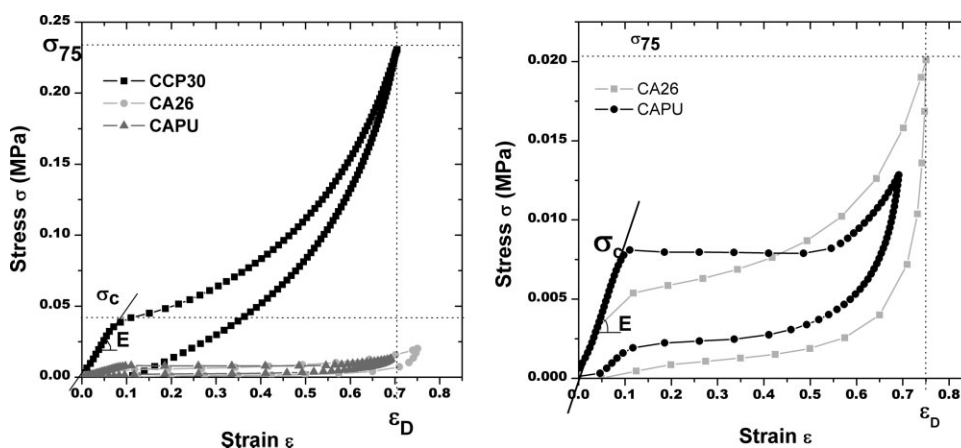 0.25
σ75
0.20
0.15
0.10
0.05
0.00
Stress σ (MPa)
CCP30
CA26
CAPU
σc
E
0.0 0.1 0.2 0.3 0.4 0.5 0.6 0.7 0.8
εD
Strain ε
σ75
0.020
0.015
0.010
0.005
0.000
Stress σ (MPa)
CA26
CAPU
σc
E
0.0 0.1 0.2 0.3 0.4 0.5 0.6 0.7 0.8
εD
Strain ε